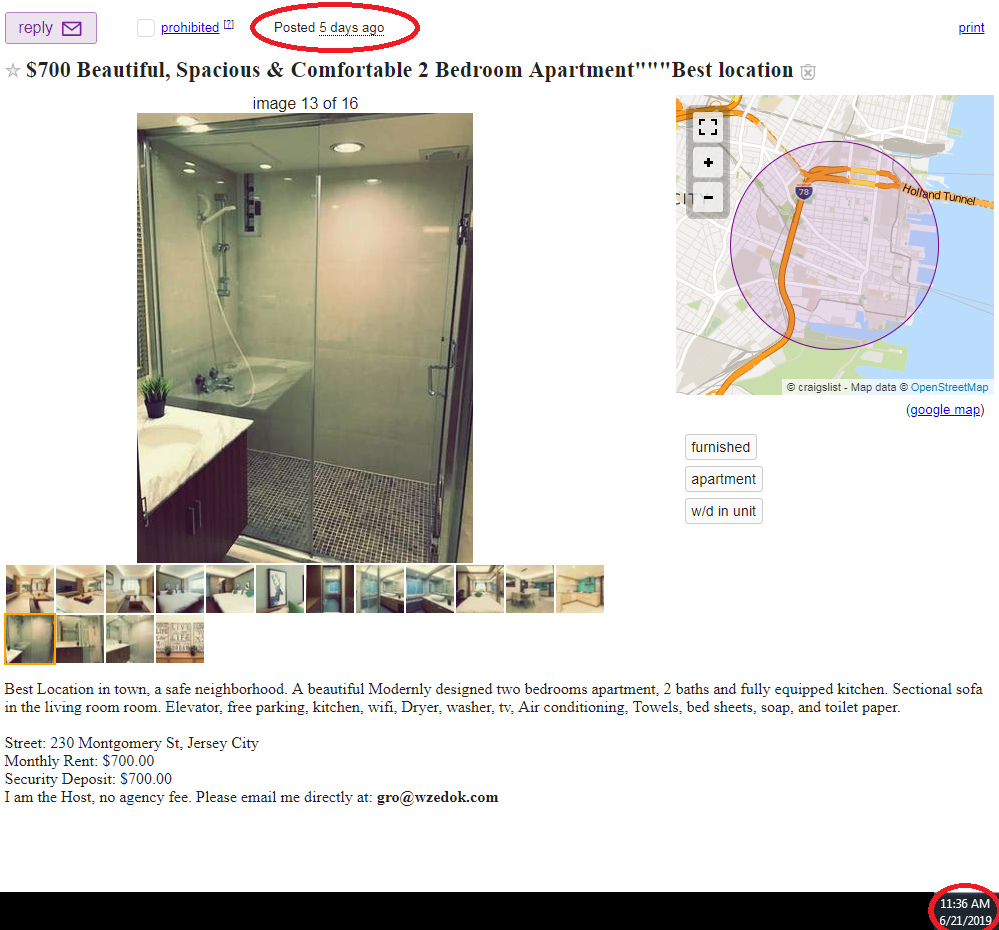 reply
prohibited [?]
Posted 5 days ago
print
☆ $700 Beautiful, Spacious & Comfortable 2 Bedroom Apartment"""Best location
image 13 of 16
+
−
CITY
78
Holland Tunnel
© craigslist - Map data © OpenStreetMap
(google map)
furnished
apartment
w/d in unit
Best Location in town, a safe neighborhood. A beautiful Modernly designed two bedrooms apartment, 2 baths and fully equipped kitchen. Sectional sofa
in the living room room. Elevator, free parking, kitchen, wifi, Dryer, washer, tv, Air conditioning, Towels, bed sheets, soap, and toilet paper.
Street: 230 Montgomery St, Jersey City
Monthly Rent: $700.00
Security Deposit: $700.00
I am the Host, no agency fee. Please email me directly at: gro@wzedok.com
11:36 AM
6/21/2019